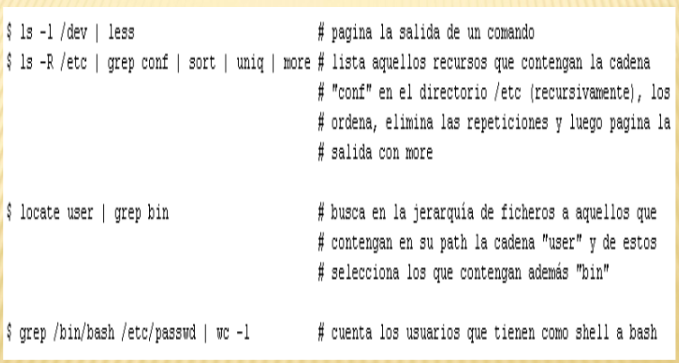 $ ls -l /dev | less # pagina la salida de un comando
$ ls -R /etc | grep conf | sort | uniq | more # lista aquellos recursos que contengan la cadena
# "conf" en el directorio /etc (recursivamente), los
# ordena, elimina las repeticiones y luego pagina la
# salida con more
$ locate user | grep bin # busca en la jerarquía de ficheros a aquellos que
# contengan en su path la cadena "user" y de estos
# selecciona los que contengan además "bin"
$ grep /bin/bash /etc/passwd | wc -l # cuenta los usuarios que tienen como shell a bash